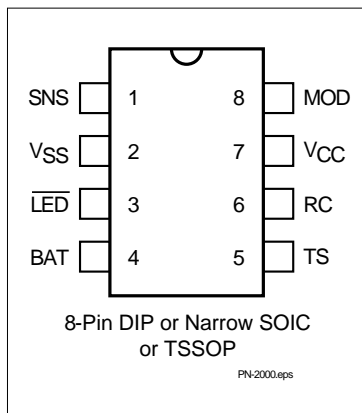 SNS 1 8 MOD
VSS 2 7 VCC
LED 3 6 RC
BAT 4 5 TS
8-Pin DIP or Narrow SOIC
or TSSOP
PN-2000.eps